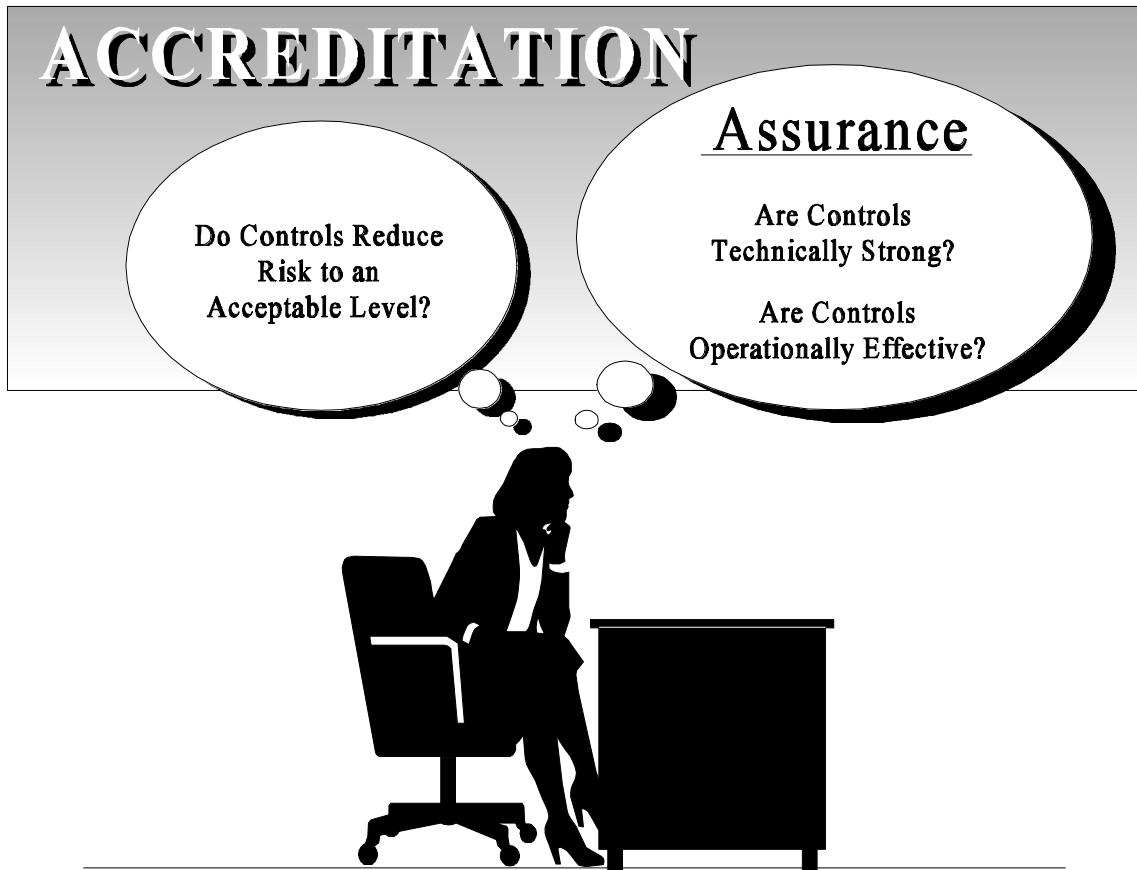 ACCREDITATION
Do Controls Reduce
Risk to an
Acceptable Level?
Assurance
Are Controls
Technically Strong?
Are Controls
Operationally Effective?